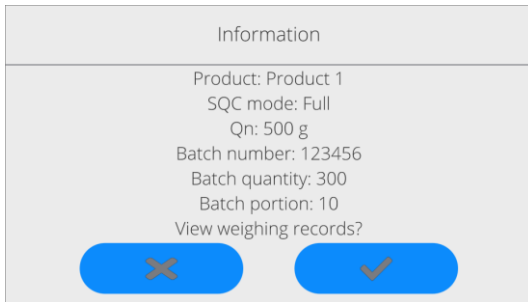 Information
Product: Product 1
SQC mode: Full
Qn: 500 g
Batch number: 123456
Batch quantity: 300
Batch portion: 10
View weighing records?